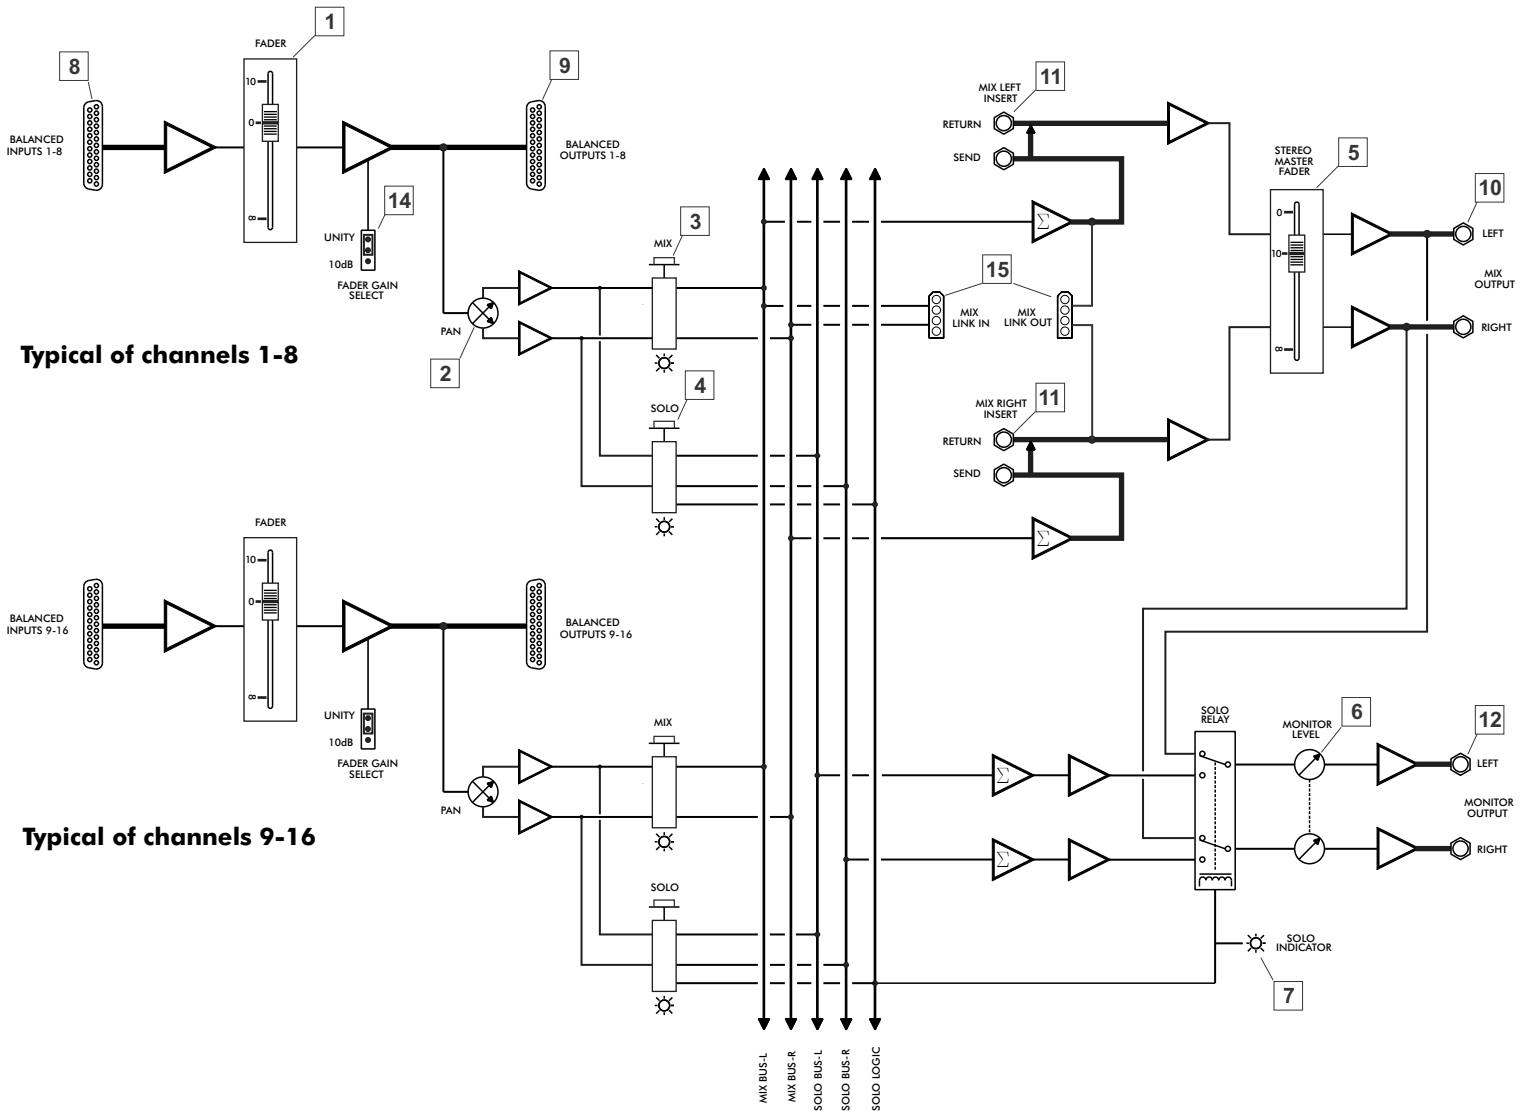 1
FADER
10
0
∞
8
BALANCED
INPUTS 1-8
9
BALANCED
OUTPUTS 1-8
14
UNITY
10dB
FADER GAIN
SELECT
PAN
2
3
MIX
4
SOLO
Typical of channels 1-8
11
MIX LEFT
INSERT
RETURN
SEND
Σ
15
MIX
LINK IN
MIX
LINK OUT
11
MIX RIGHT
INSERT
RETURN
SEND
Σ
STEREO
MASTER
FADER
5
0
10
∞
10
LEFT
MIX
OUTPUT
RIGHT
FADER
10
0
∞
BALANCED
INPUTS 9-16
BALANCED
OUTPUTS 9-16
UNITY
10dB
FADER GAIN
SELECT
PAN
MIX
SOLO
Typical of channels 9-16
Σ
Σ
SOLO
RELAY
MONITOR
LEVEL
6
12
LEFT
MONITOR
OUTPUT
RIGHT
SOLO
INDICATOR
7
MIX BUS-L
MIX BUS-R
SOLO BUS-L
SOLO BUS-R
SOLO LOGIC